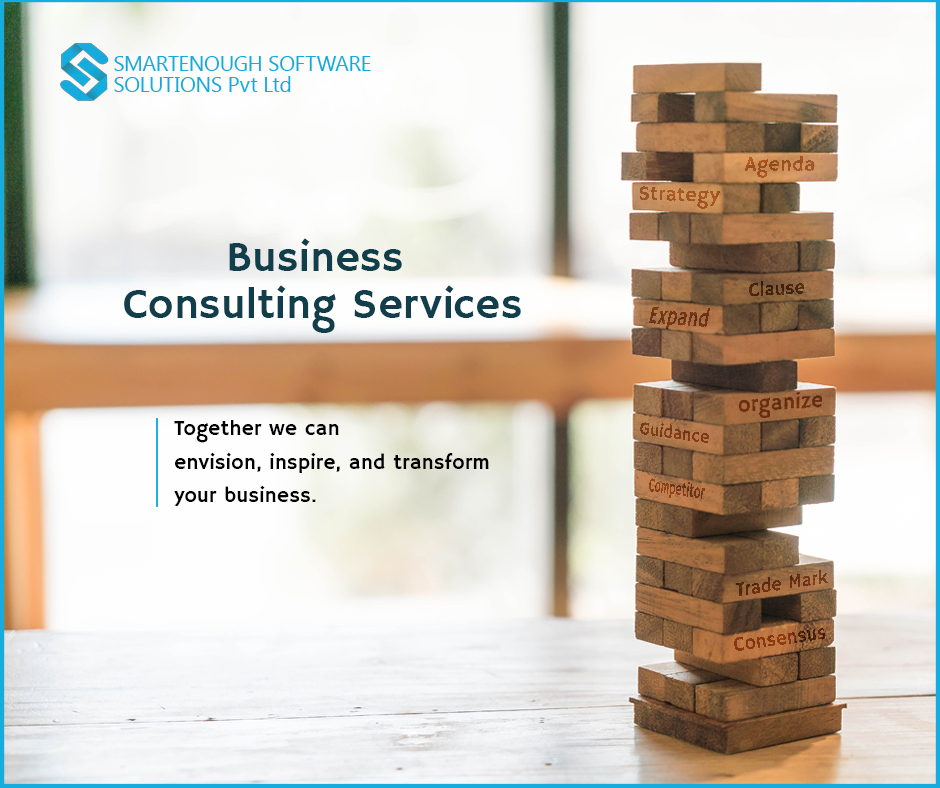 SMARTENOUGH SOFTWARE
SOLUTIONS Pvt Ltd
Business
Consulting Services
Together we can
envision, inspire, and transform
your business.
Agenda
Strategy
Clause
Expand
organize
Guidance
Competitor
Trade Mark
Consensus